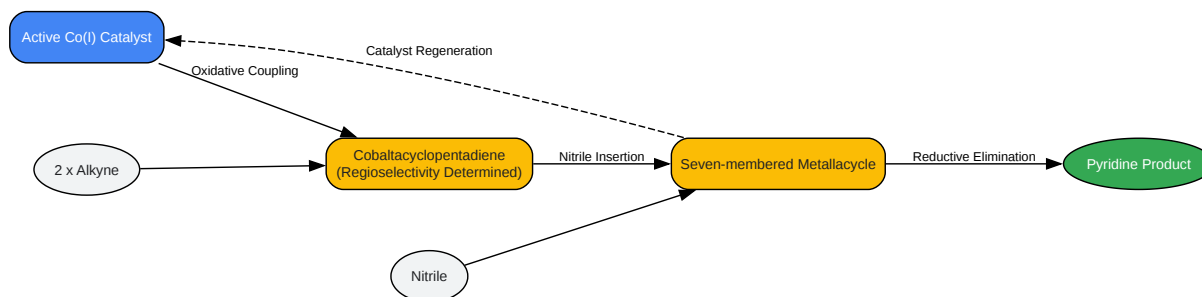 Active Co(I) Catalyst
Catalyst Regeneration
Oxidative Coupling
2 x Alkyne
Cobaltacyclopentadiene
(Regioselectivity Determined)
Nitrile Insertion
Seven-membered Metallacycle
Reductive Elimination
Pyridine Product
Nitrile